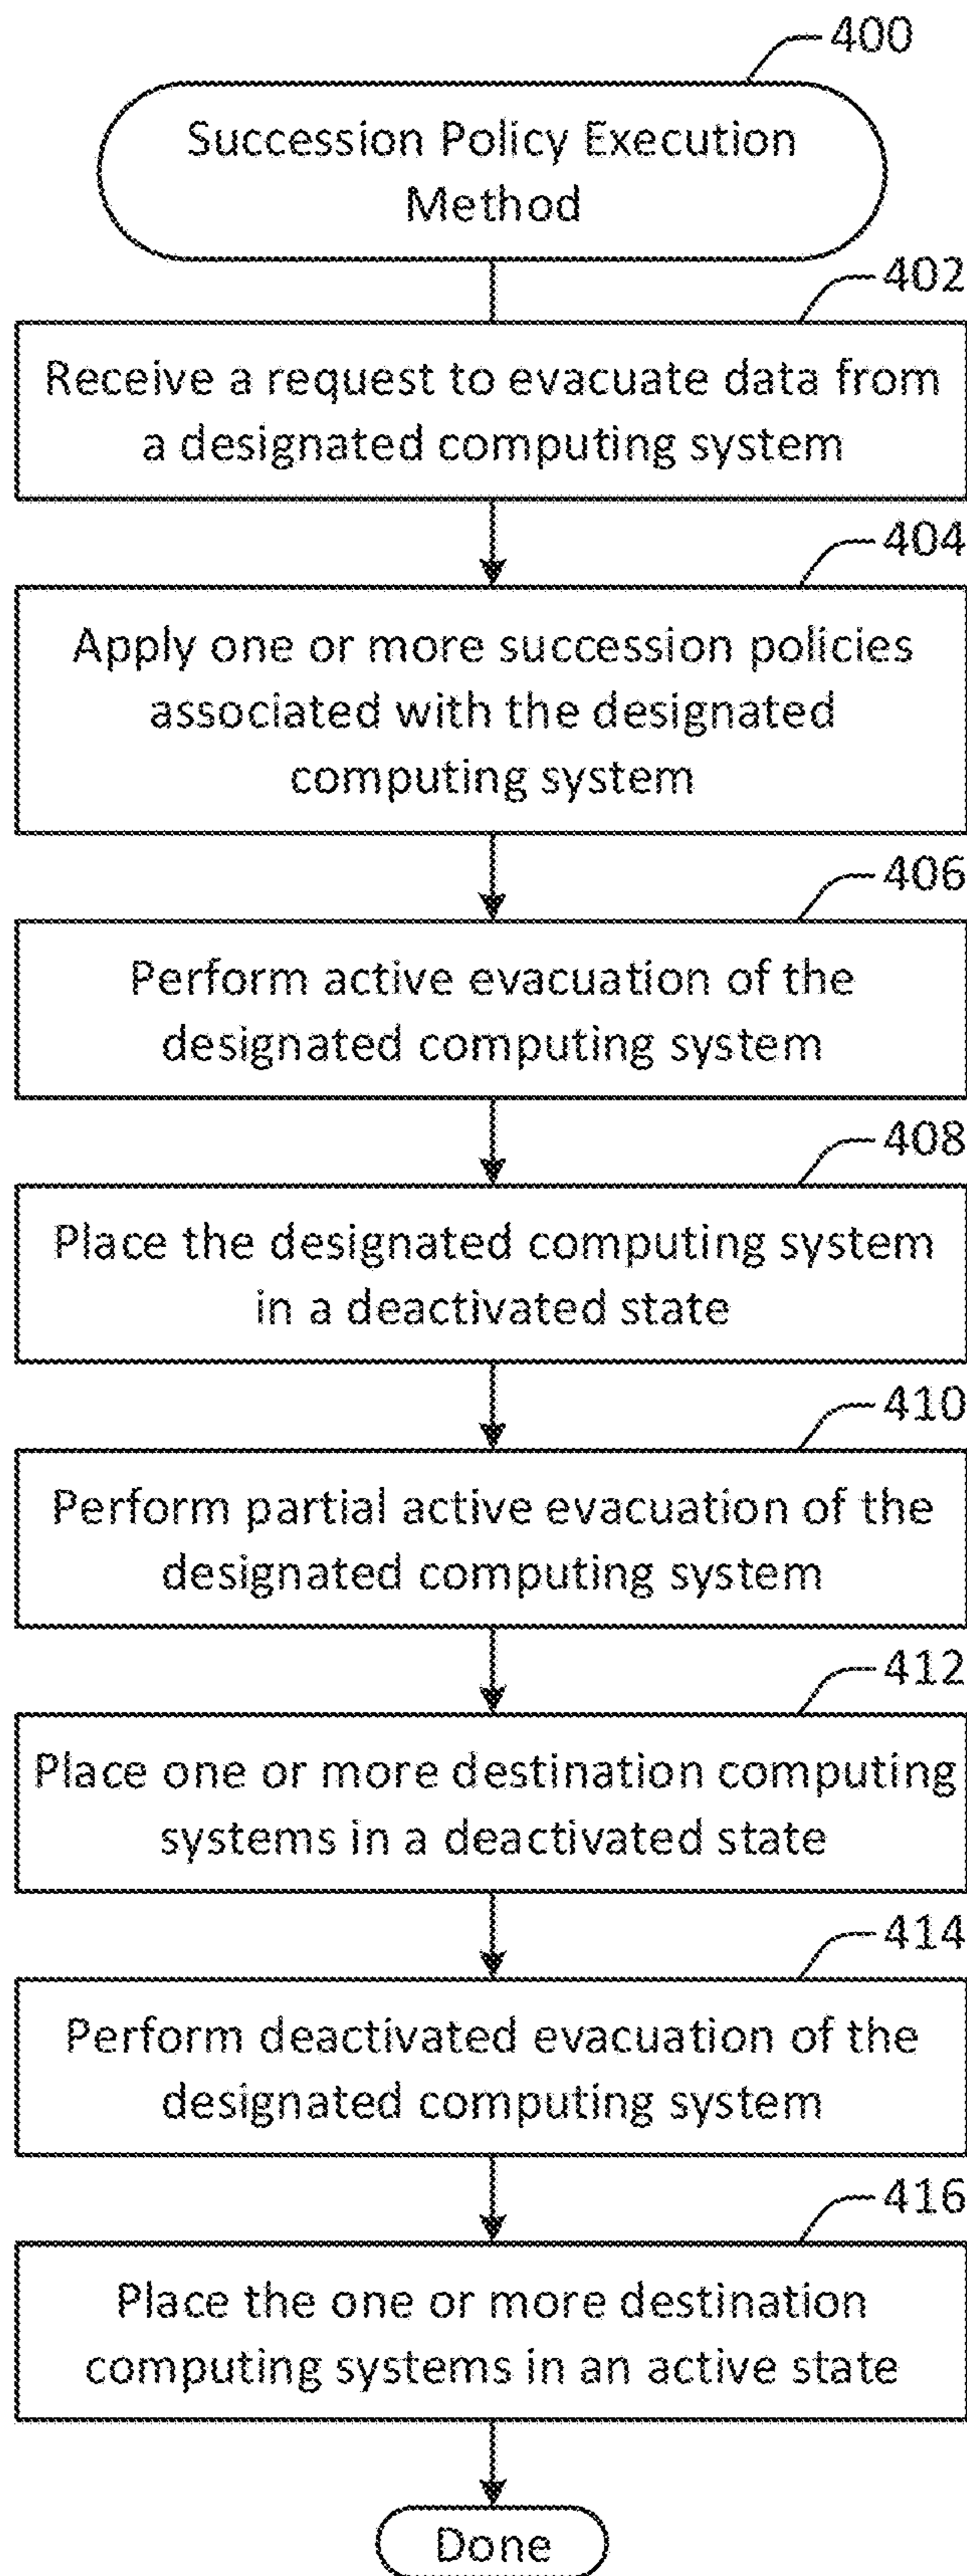 400
Succession Policy Execution
Method
402
Receive a request to evacuate data from
a designated computing system
404
Apply one or more succession policies
associated with the designated
computing system
406
Perform active evacuation of the
designated computing system
408
Place the designated computing system
in a deactivated state
410
Perform partial active evacuation of the
designated computing system
412
Place one or more destination computing
systems in a deactivated state
414
Perform deactivated evacuation of the
designated computing system
416
Place the one or more destination
computing systems in an active state
Done